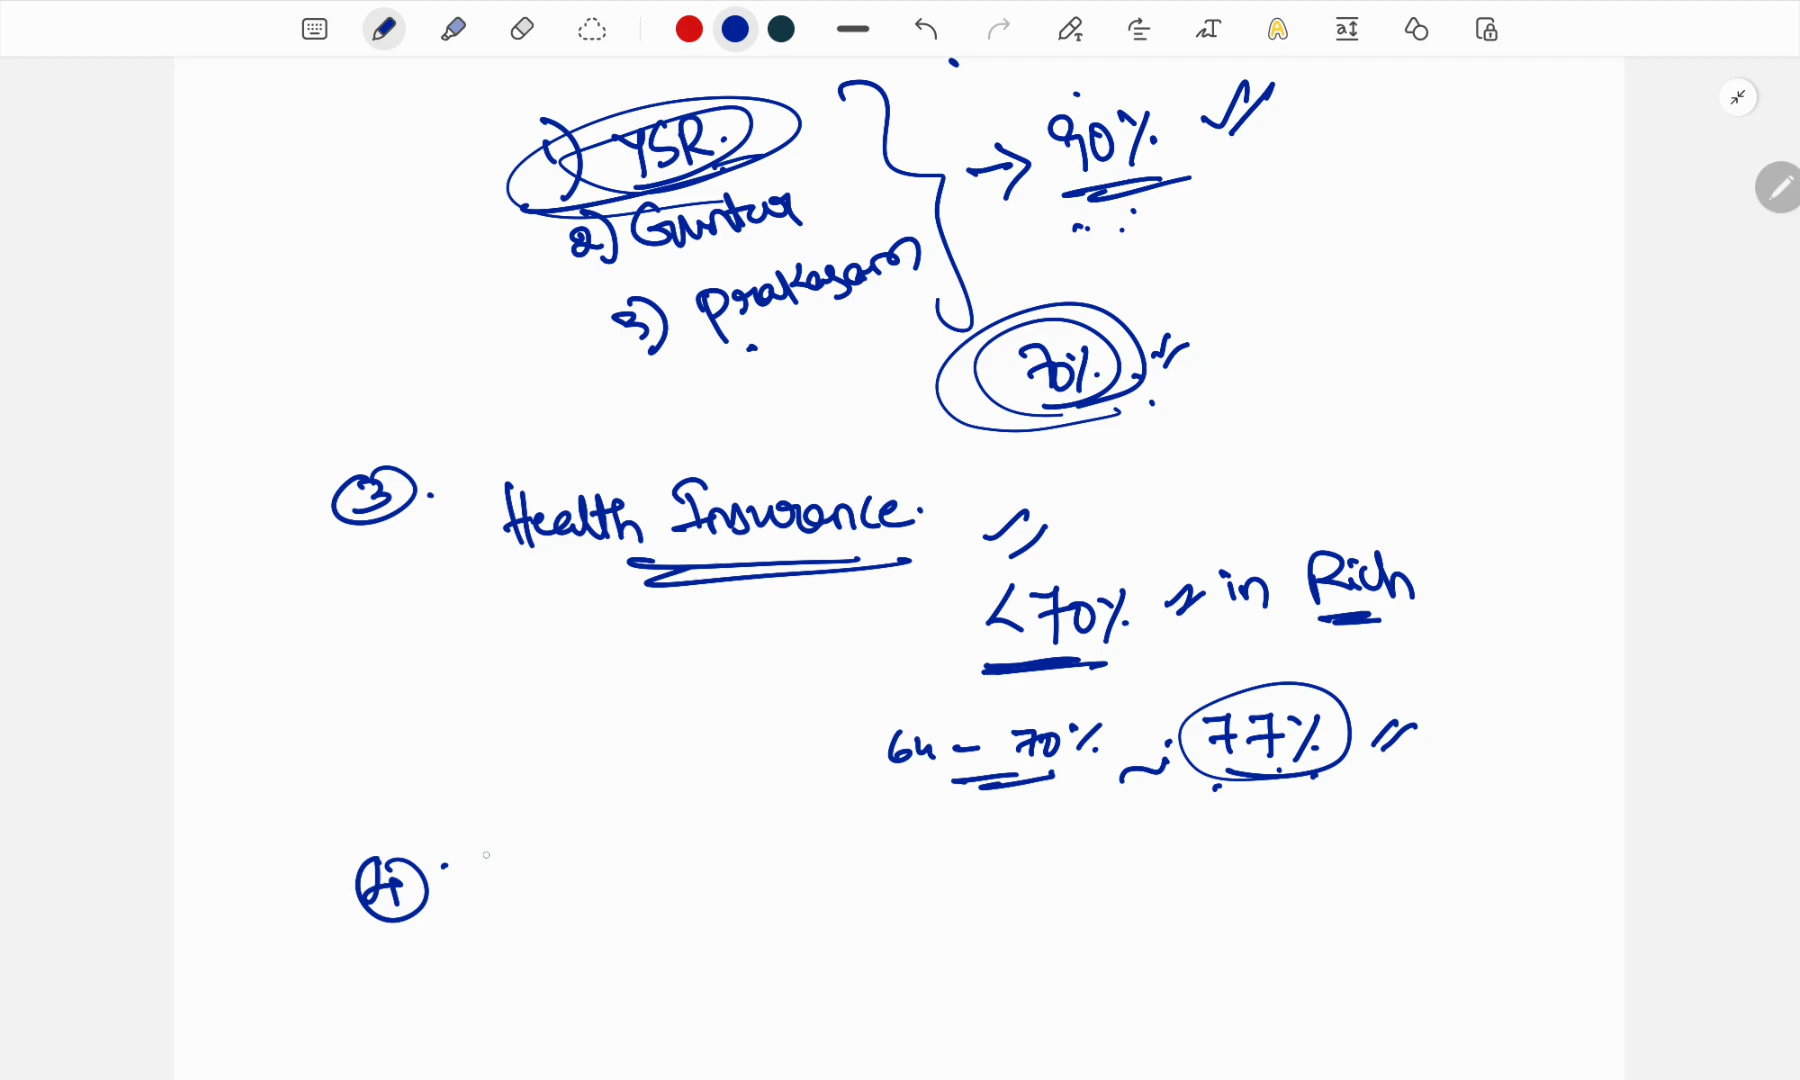 1) YSR.
2) Guntur
3) Prakasam
→ 90%
70%
3. Health Insurance.
<70% in Rich
64 - 70% ~ 77%
4.